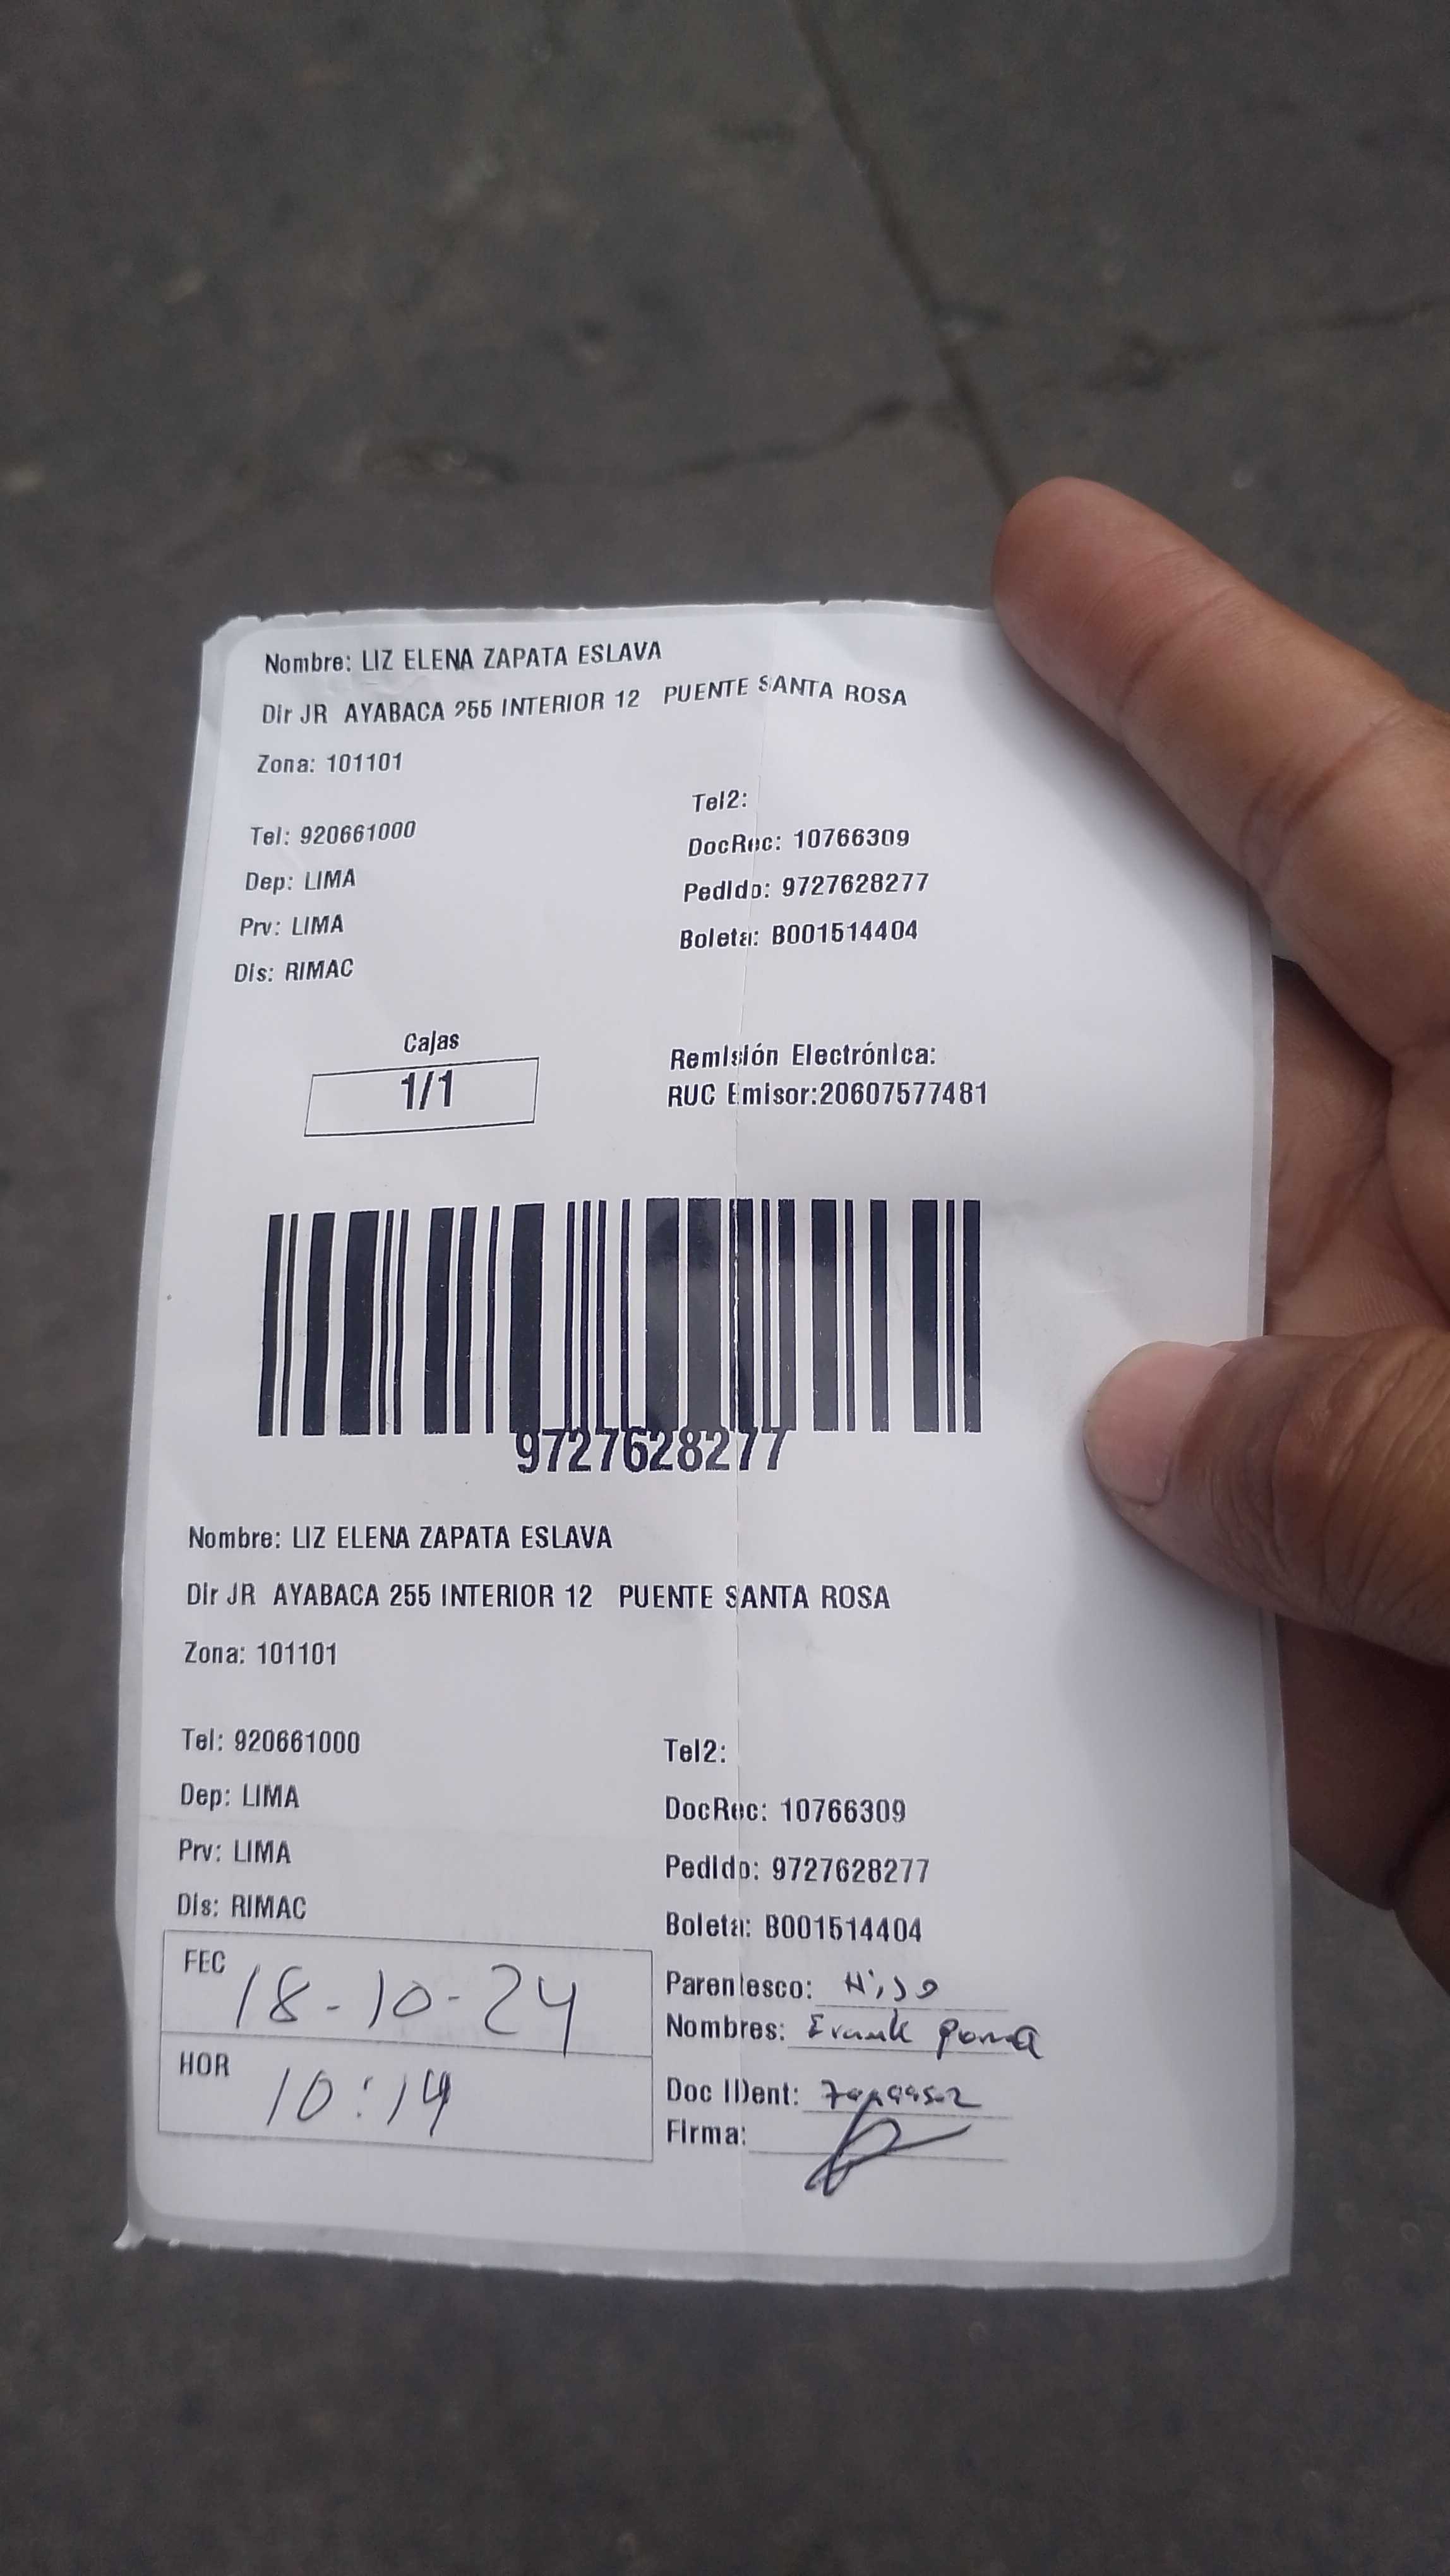 Nombre: LIZ ELENA ZAPATA ESLAVA
Dir JR AYABACA 255 INTERIOR 12 PUENTE SANTA ROSA
Zona: 101101
Tel2:
Tel: 920661000
DocRec: 10766309
Dep: LIMA
Pedido: 9727628277
Prv: LIMA
Boleta: B001514404
Dis: RIMAC
Cajas
1/1
Remisión Electrónica:
RUC Emisor:20607577481
9727628277
Nombre: LIZ ELENA ZAPATA ESLAVA
Dir JR AYABACA 255 INTERIOR 12 PUENTE SANTA ROSA
Zona: 101101
Tel: 920661000
Tel2:
Dep: LIMA
DocRec: 10766309
Prv: LIMA
Pedido: 9727628277
Dis: RIMAC
Boleta: B001514404
FEC 18-10-24
Parentesco: Hijo
Nombres: Frank poma
HOR 10:14
Doc IDent:
Firma: